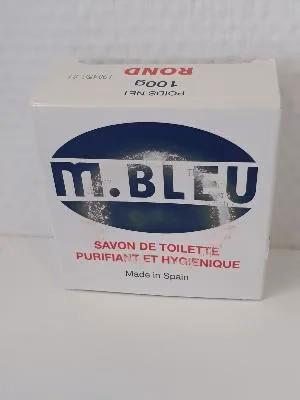 ROND
100g
POIDS NET
M.BLEU
SAVON DE TOILETTE
PURIFIANT ET HYGIENIQUE
Made in Spain